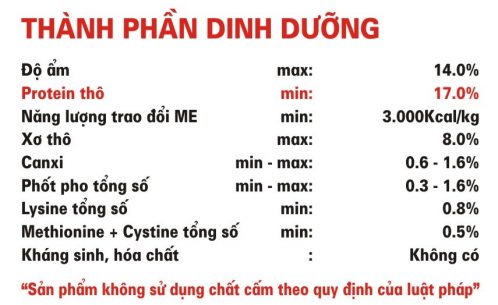 THÀNH PHẦN DINH DƯỠNG
Độ ẩm max: 14.0%
Protein thô min: 17.0%
Năng lượng trao đổi ME min: 3.000Kcal/kg
Xơ thô max: 8.0%
Canxi min - max: 0.6 - 1.6%
Phốt pho tổng số min - max: 0.3 - 1.6%
Lysine tổng số min: 0.8%
Methionine + Cystine tổng số min: 0.5%
Kháng sinh, hóa chất : Không có
“Sản phẩm không sử dụng chất cấm theo quy định của luật pháp”